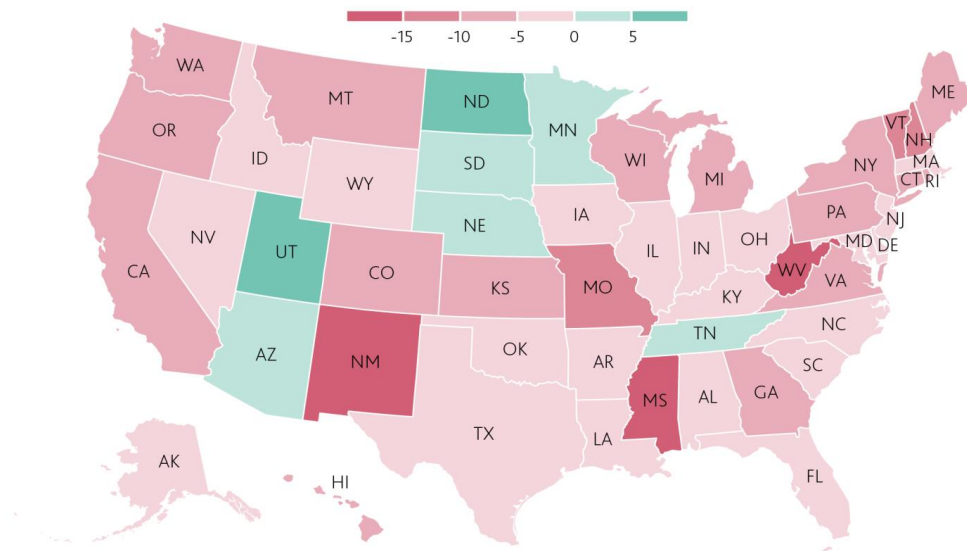 -15 -10 -5 0 5
WA
MT
ND
MN
ME
OR
ID
SD
WI
MI
VT
NH
NY
MA
CT RI
WY
NE
IA
PA
NJ
NV
UT
CO
IL
IN
OH
MD DE
CA
KS
MO
WV
VA
KY
AZ
NM
OK
AR
TN
NC
SC
TX
LA
MS
AL
GA
AK
HI
FL